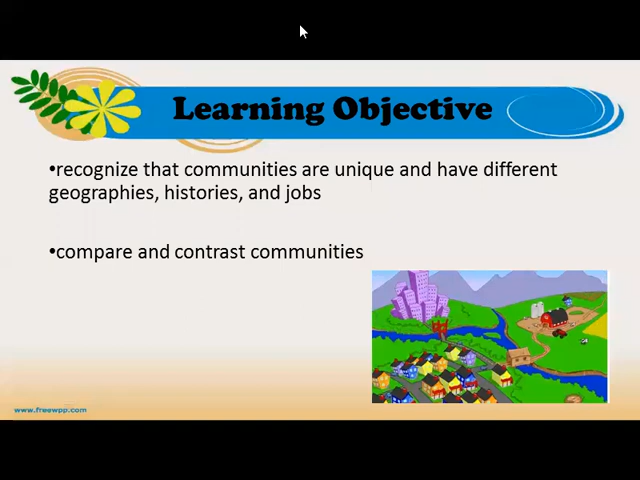 Learning Objective
•recognize that communities are unique and have different
geographies, histories, and jobs
•compare and contrast communities
www.freewpp.com